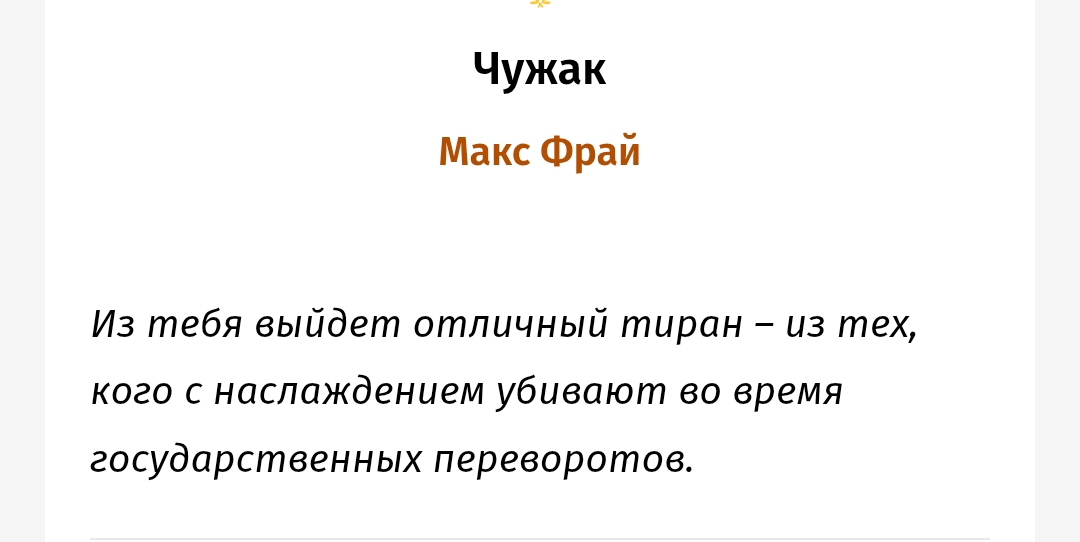 Чужак
Макс Фрай
Из тебя выйдет отличный тиран – из тех,
кого с наслаждением убивают во время
государственных переворотов.